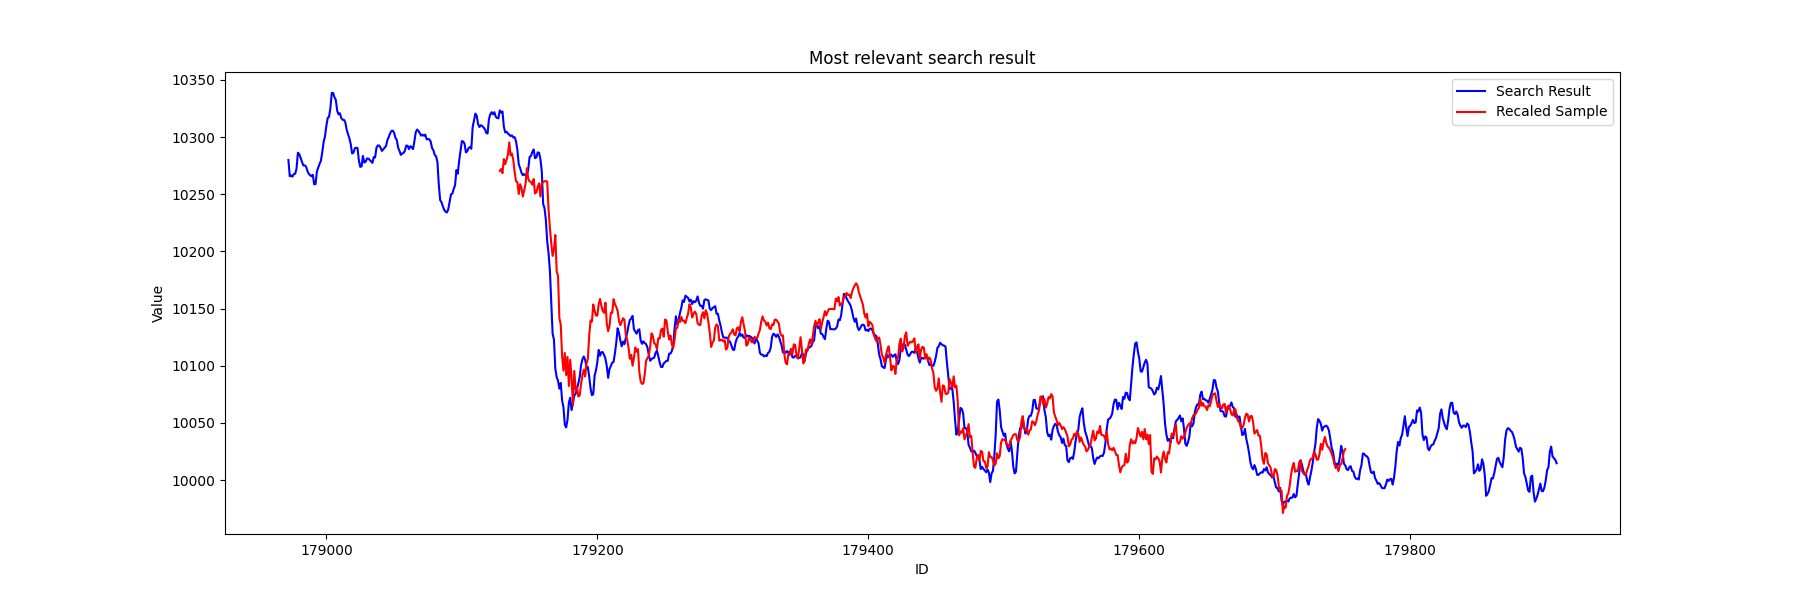 Most relevant search result
Search Result
Recaled Sample
10350
10300
10250
10200
10150
10100
10050
10000
Value
179000
179200
179400
179600
179800
ID